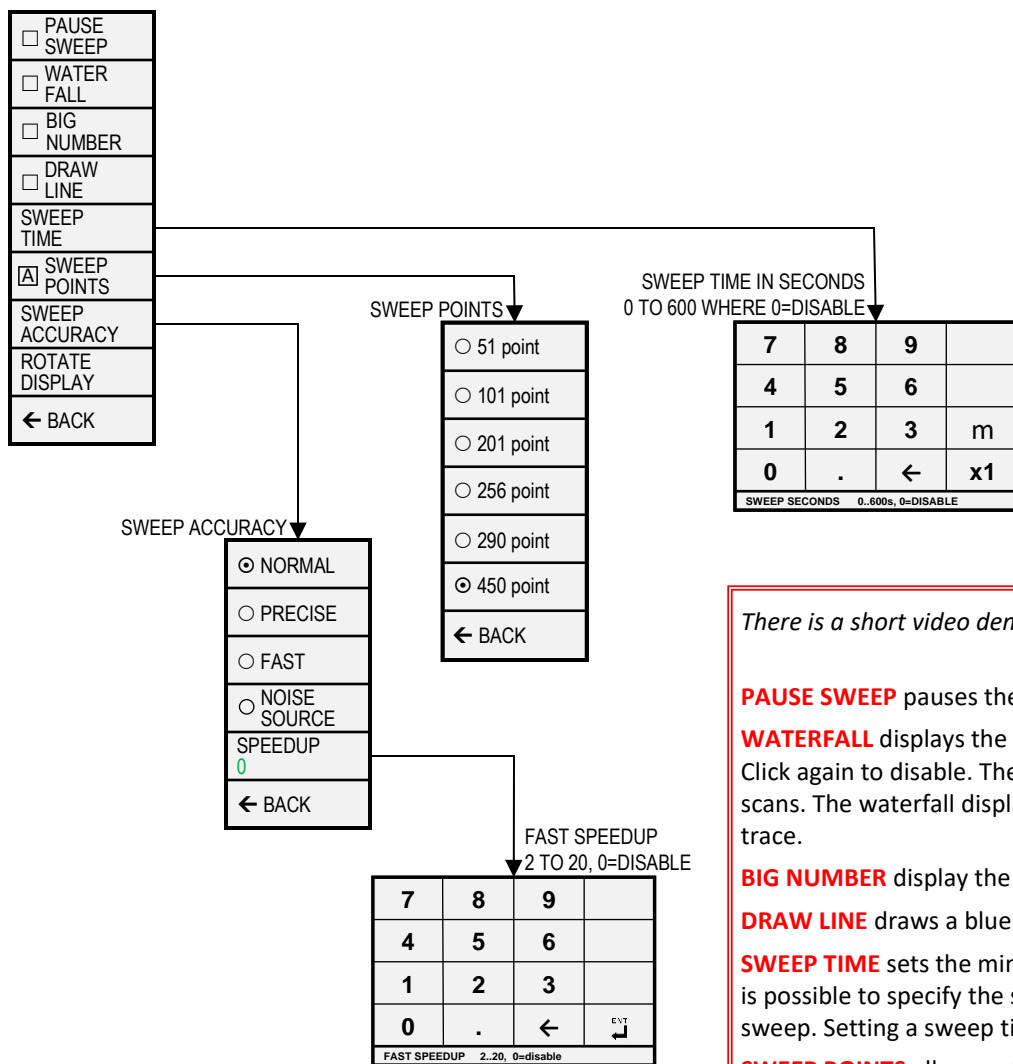 PAUSE
SWEEP
WATER
FALL
BIG
NUMBER
DRAW
LINE
SWEEP
TIME
A SWEEP
POINTS
SWEEP
ACCURACY
ROTATE
DISPLAY
← BACK
SWEEP POINTS
51 point
101 point
201 point
256 point
290 point
450 point
← BACK
SWEEP TIME IN SECONDS
0 TO 600 WHERE 0=DISABLE
7 8 9
4 5 6
1 2 3 m
0 . ← x1
SWEEP SECONDS 0..600s, 0=DISABLE
SWEEP ACCURACY
NORMAL
PRECISE
FAST
NOISE
SOURCE
SPEEDUP
0
← BACK
FAST SPEEDUP
2 TO 20, 0=DISABLE
7 8 9
4 5 6
1 2 3
0 . ← ENT
FAST SPEEDUP 2..20, 0=disable
There is a short video den
PAUSE SWEEP pauses the
WATERFALL displays the
Click again to disable. The
scans. The waterfall displa
trace.
BIG NUMBER display the
DRAW LINE draws a blue
SWEEP TIME sets the min
is possible to specify the s
sweep. Setting a sweep ti